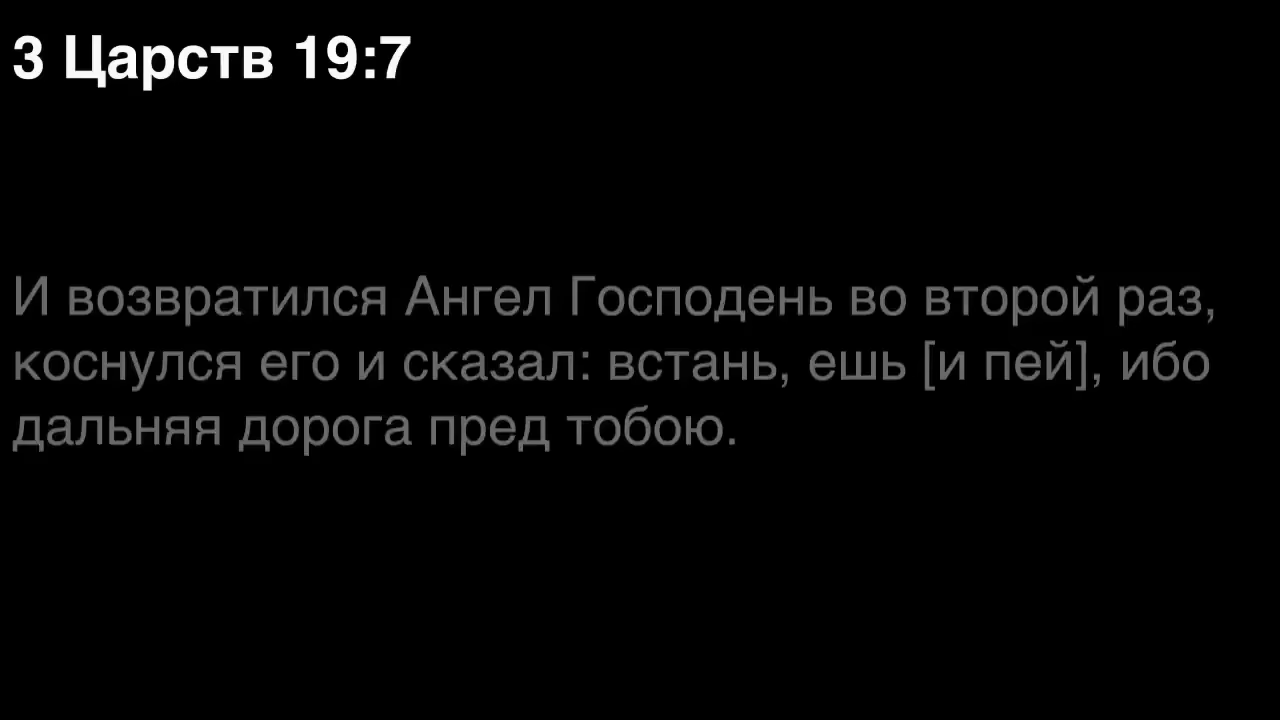 3 Царств 19:7
И возвратился Ангел Господень во второй раз,
коснулся его и сказал: встань, ешь [и пей], ибо
дальняя дорога пред тобою.